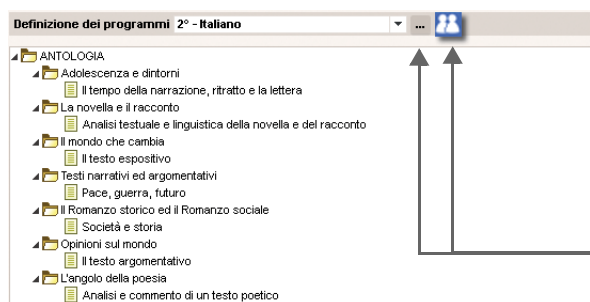 Definizione dei programmi 2° - Italiano ...
ANTOLOGIA
Adolescenza e dintorni
Il tempo della narrazione, ritratto e la lettera
La novella e il racconto
Analisi testuale e linguistica della novella e del racconto
Il mondo che cambia
Il testo espositivo
Testi narrativi ed argomentativi
Pace, guerra, futuro
Il Romanzo storico ed il Romanzo sociale
Società e storia
Opinioni sul mondo
Il testo argomentativo
L'angolo della poesia
Analisi e commento di un testo poetico